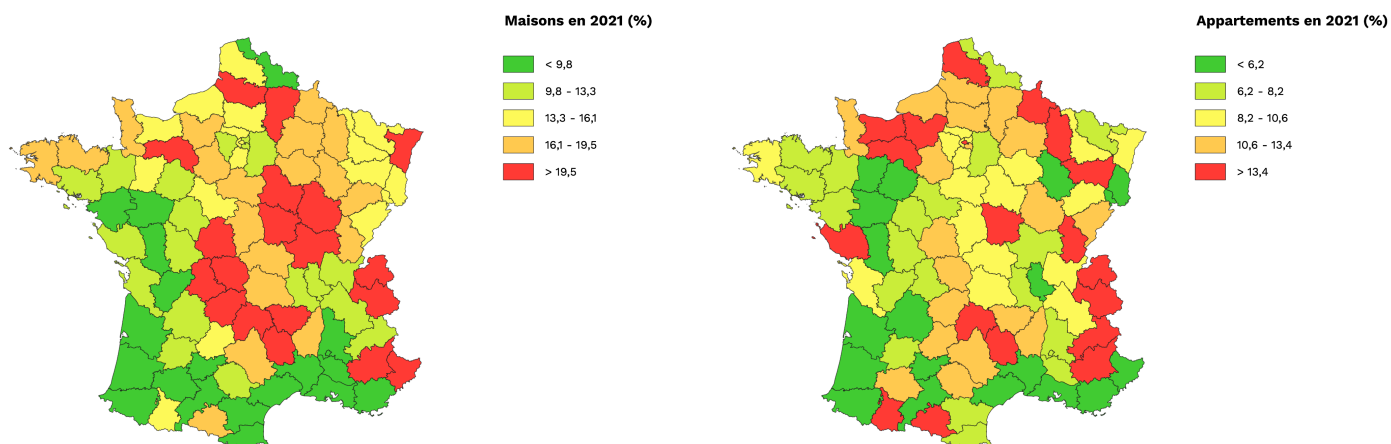 Maisons en 2021 (%)
< 9,8
9,8 - 13,3
13,3 - 16,1
16,1 - 19,5
> 19,5
Appartements en 2021 (%)
< 6,2
6,2 - 8,2
8,2 - 10,6
10,6 - 13,4
> 13,4